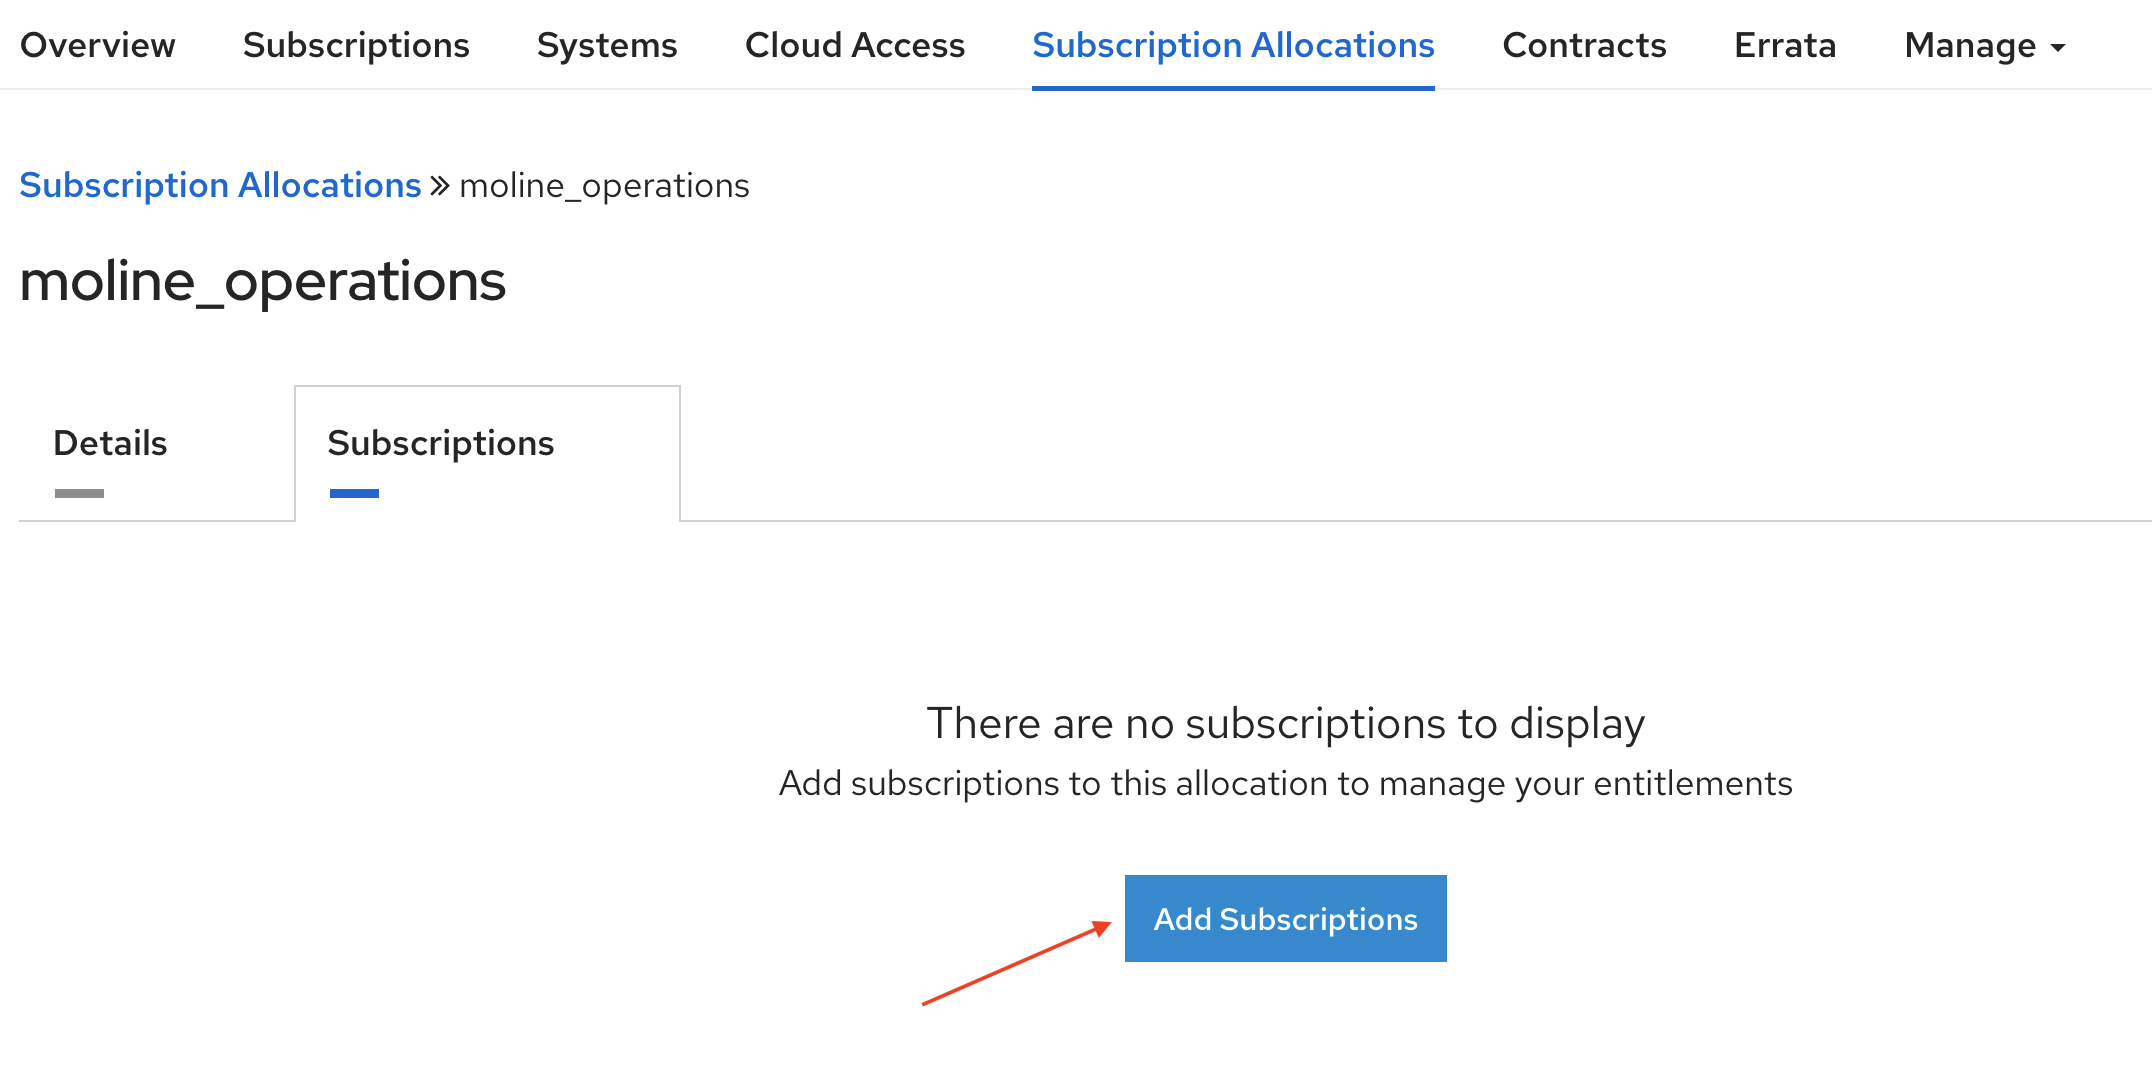 Overview Subscriptions Systems Cloud Access Subscription Allocations Contracts Errata Manage
Subscription Allocations » moline_operations
moline_operations
Details Subscriptions
There are no subscriptions to display
Add subscriptions to this allocation to manage your entitlements
Add Subscriptions